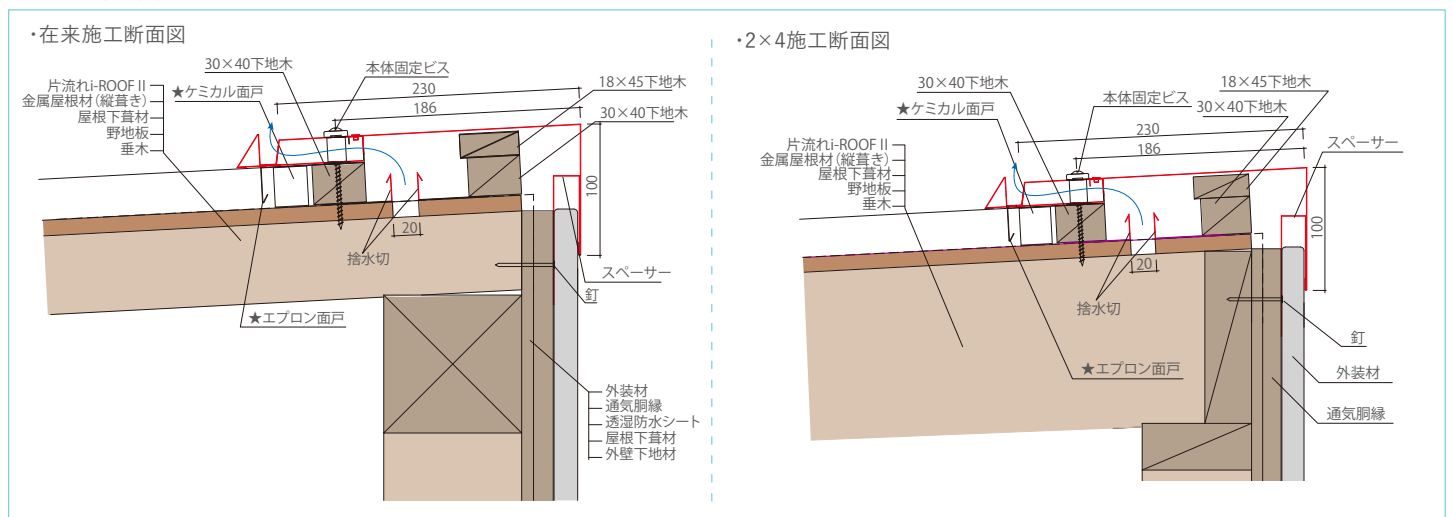 ・在来施工断面図
30×40下地木
本体固定ビス
片流れi-ROOFⅡ
★ケミカル面戸
金属屋根材(縦葺き)
屋根下葺材
野地板
垂木
230
186
18×45下地木
30×40下地木
100
20
捨水切
スペーサー
釘
★エプロン面戸
外装材
通気胴縁
透湿防水シート
屋根下葺材
外壁下地材
・2×4施工断面図
30×40下地木
★ケミカル面戸
本体固定ビス
片流れi-ROOFⅡ
金属屋根材(縦葺き)
屋根下葺材
野地板
垂木
230
186
18×45下地木
30×40下地木
スペーサー
100
20
捨水切
釘
★エプロン面戸
外装材
通気胴縁